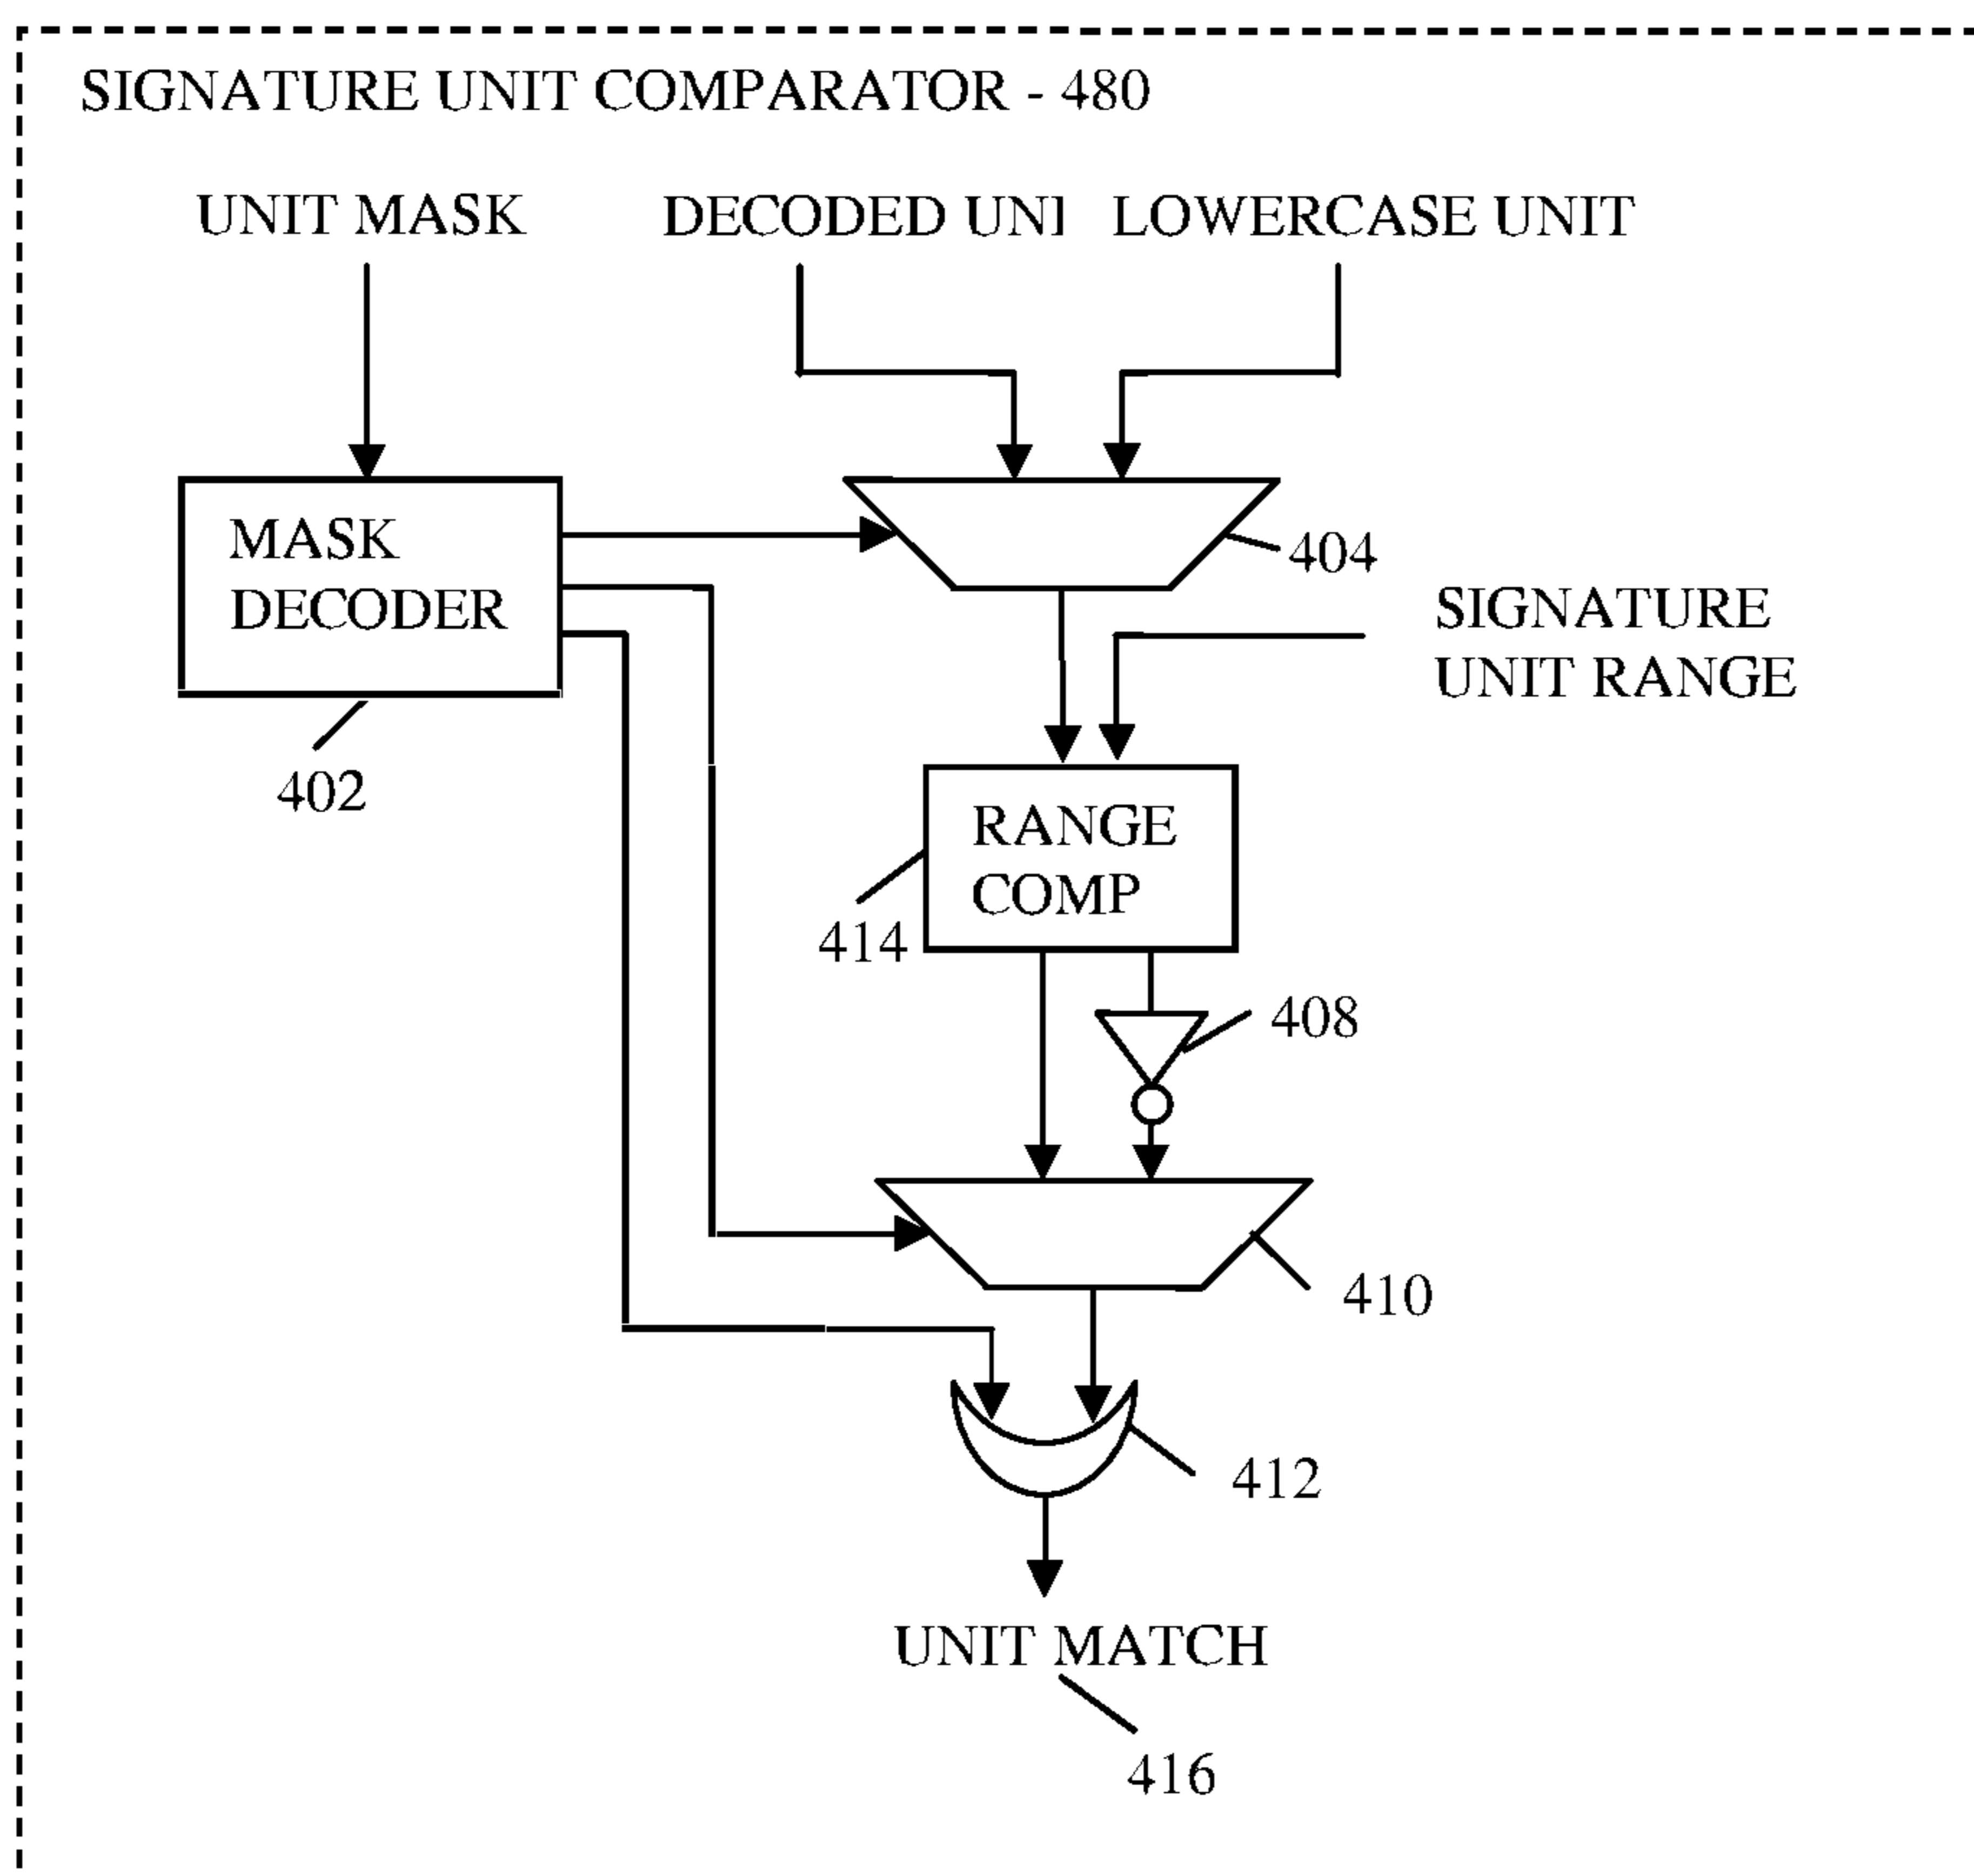 SIGNATURE UNIT COMPARATOR - 480
UNIT MASK
DECODED UNI
LOWERCASE UNIT
MASK
DECODER
404
SIGNATURE
UNIT RANGE
402
RANGE
COMP
414
408
410
412
UNIT MATCH
416